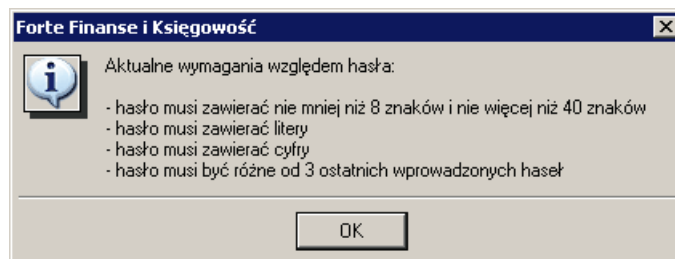 Forte Finanse i Księgowość
Aktualne wymagania względem hasła:
- hasło musi zawierać nie mniej niż 8 znaków i nie więcej niż 40 znaków
- hasło musi zawierać litery
- hasło musi zawierać cyfry
- hasło musi być różne od 3 ostatnich wprowadzonych haseł
OK